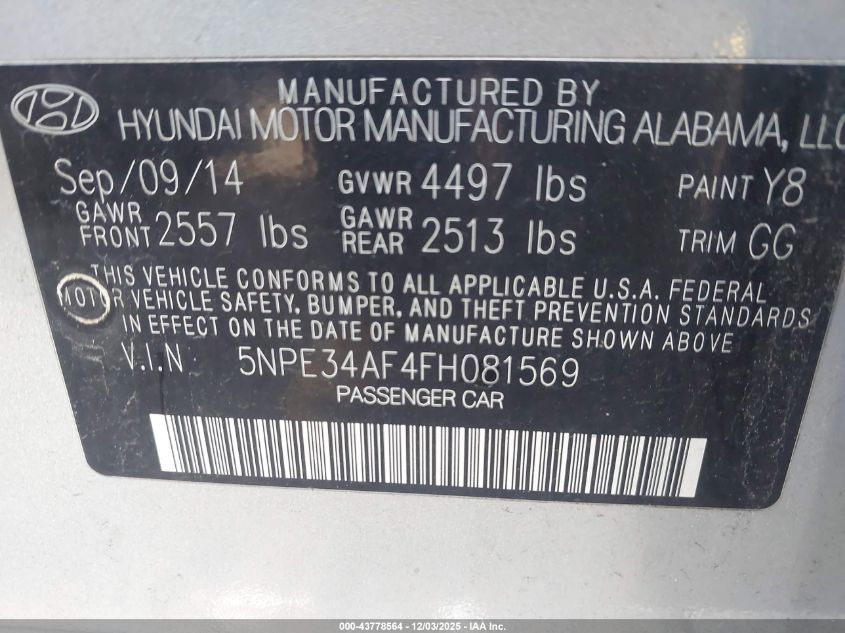 MANUFACTURED BY
HYUNDAI MOTOR MANUFACTURING ALABAMA, LLC
Sep/09/14 GVWR 4497 lbs PAINT Y8
GAWR FRONT 2557 lbs GAWR REAR 2513 lbs TRIM GG
THIS VEHICLE CONFORMS TO ALL APPLICABLE U.S.A. FEDERAL
MOTOR VEHICLE SAFETY, BUMPER, AND THEFT PREVENTION STANDARDS
IN EFFECT ON THE DATE OF MANUFACTURE SHOWN ABOVE
V.I.N 5NPE34AF4FH081569
PASSENGER CAR
©43778564 - 12/03/2025 - IAA Inc.